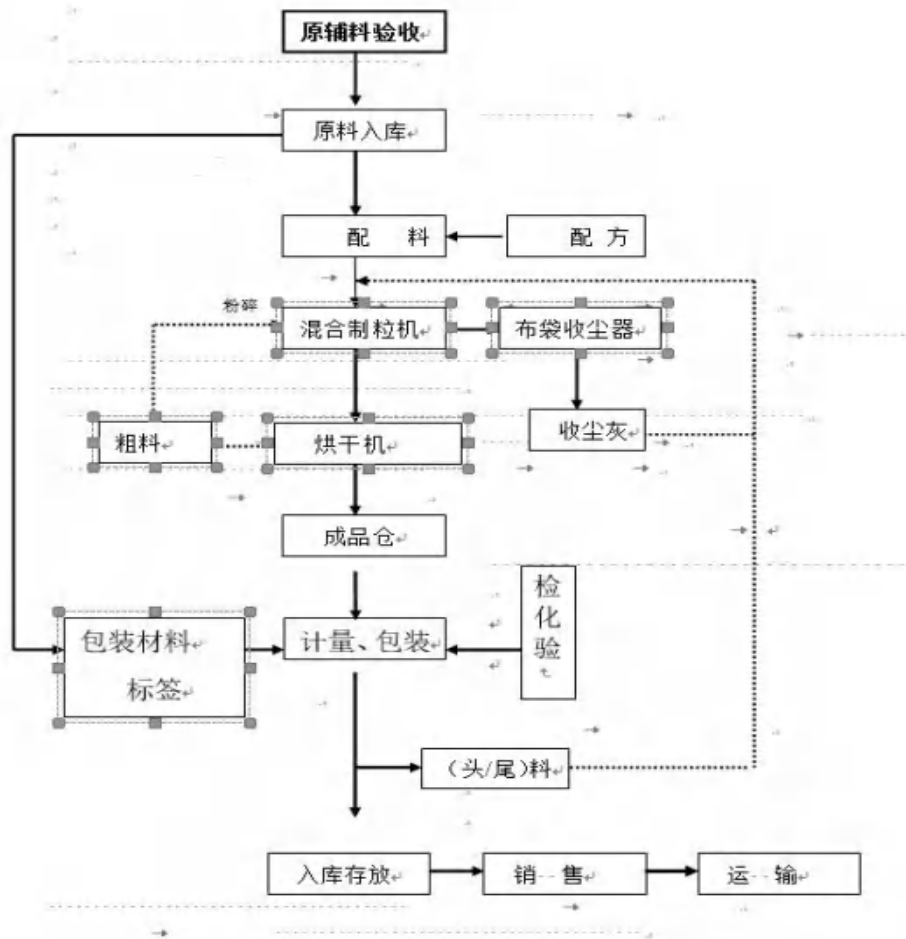 原辅料验收
原料入库
配 料
配 方
粉碎
混合制粒机
布袋收尘器
粗料
烘干机
收尘灰
成品仓
检化验
包装材料
标签
计量、包装
（头/尾）料
入库存放
销 售
运 输